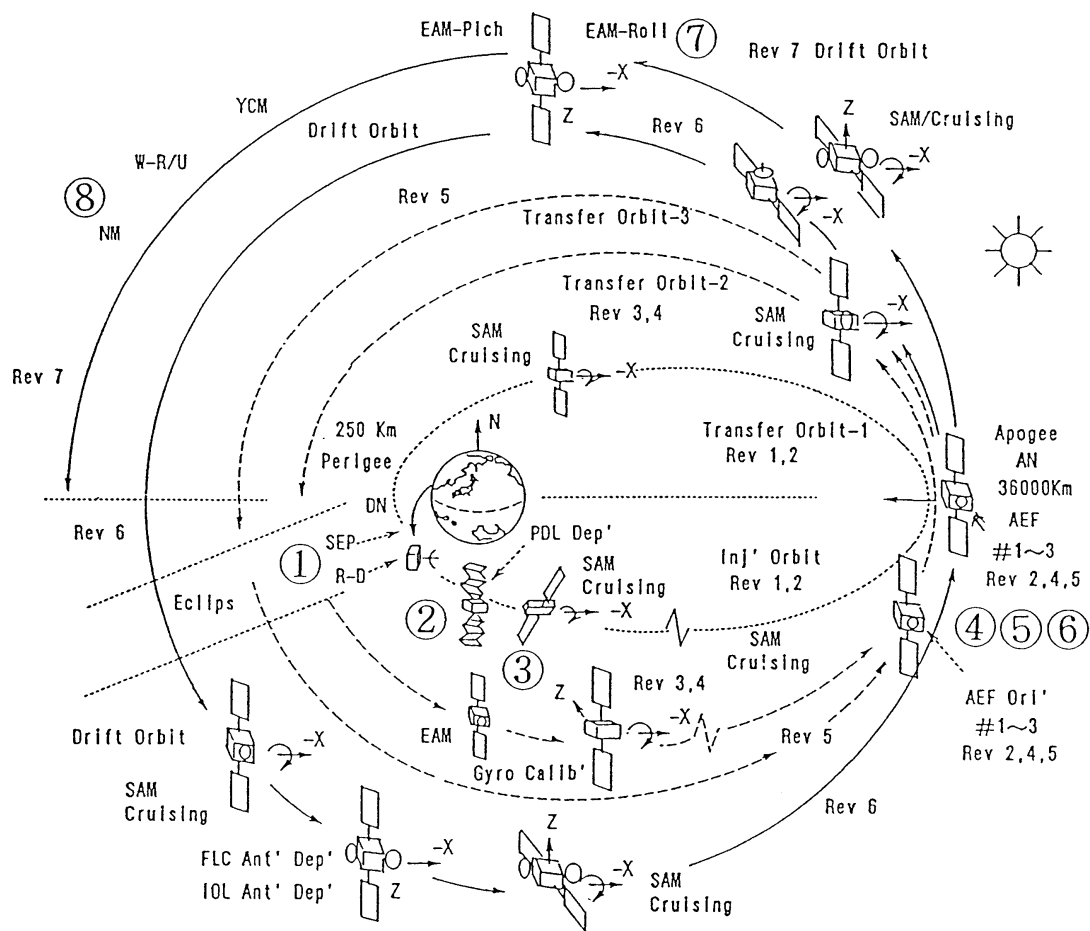 EAM-Pich
EAM-Roll ⑦
Rev 7 Drift Orbit
-X
Z
YCM
Drift Orbit
Rev 6
Z
SAM/Cruising
-X
W-R/U
⑧
NM
Rev 5
Transfer Orbit-3
-X
Transfer Orbit-2
Rev 3,4
SAM
Cruising
-X
SAM
Cruising
-X
Rev 7
250 Km
Perigee
N
Transfer Orbit-1
Rev 1,2
Apogee
AN
36000Km
DN
Rev 6
① SEP
R-D
PDL Dep'
Inj' Orbit
Rev 1,2
AEF
#1~3
Rev 2,4,5
Eclips
②
SAM
Cruising
-X
③
④ ⑤ ⑥
SAM
Cruising
Z
Rev 3,4
-X
AEF Ori'
#1~3
Rev 2,4,5
Drift Orbit
-X
EAM
Gyro Calib'
Rev 5
SAM
Cruising
Rev 6
FLC Ant' Dep'
IOL Ant' Dep'
-X
Z
Z
-X
SAM
Cruising